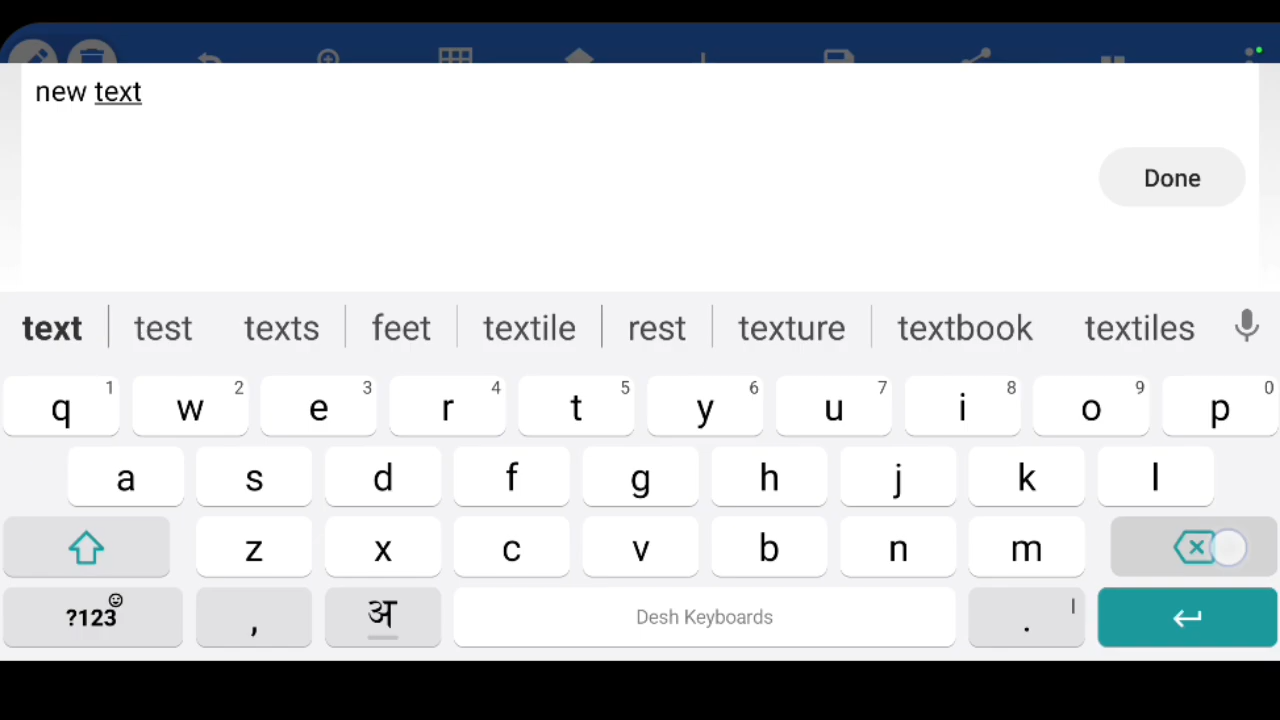 new text
Done
text test texts feet textile rest texture textbook textiles
q 1 w 2 e 3 r 4 t 5 y 6 u 7 i 8 o 9 p 0
a s d f g h j k l
z x c v b n m
?123 , अ Desh Keyboards . |